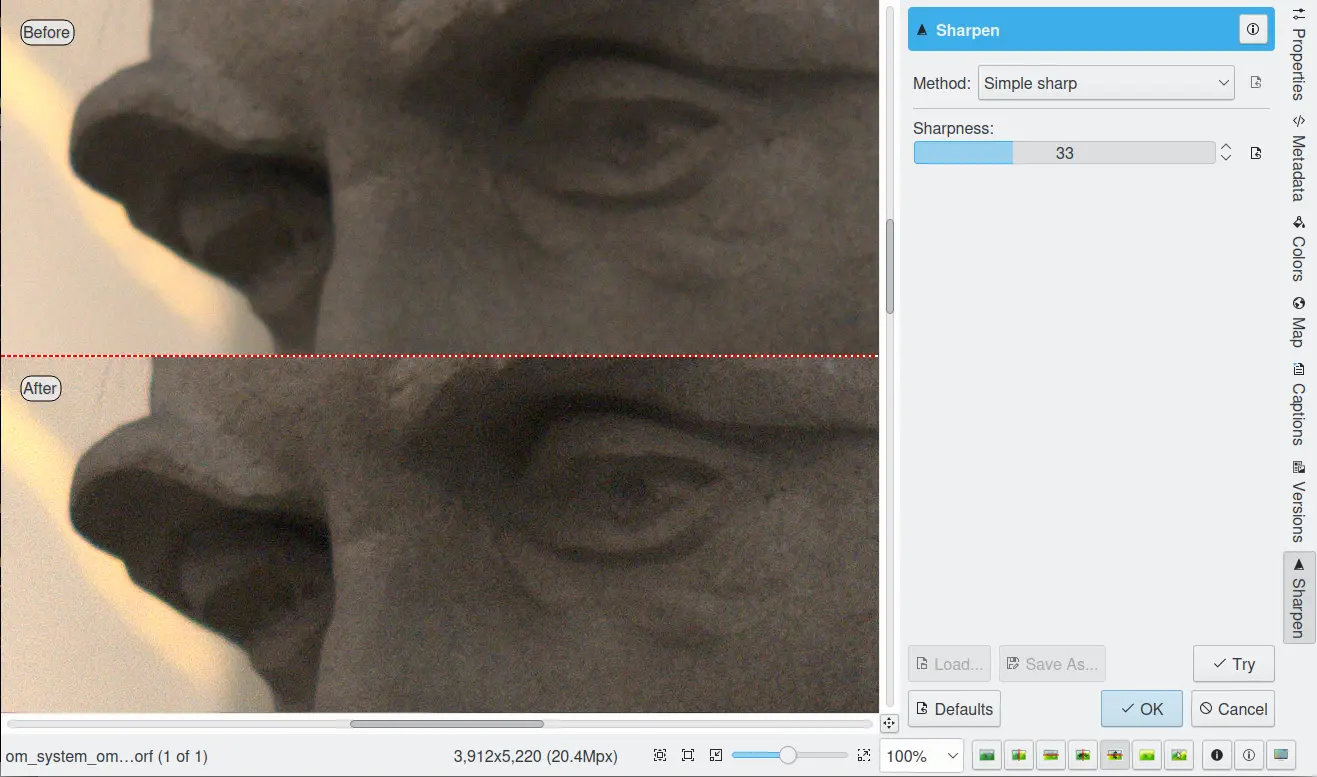 Before
After
Sharpen
Method: Simple sharp
Sharpness:
33
Load...
Save As...
Try
Defaults
OK
Cancel
Properties
Metadata
Colors
Map
Captions
Versions
Sharpen
om_system_om...orf (1 of 1)
3,912x5,220 (20.4Mpx)
100%